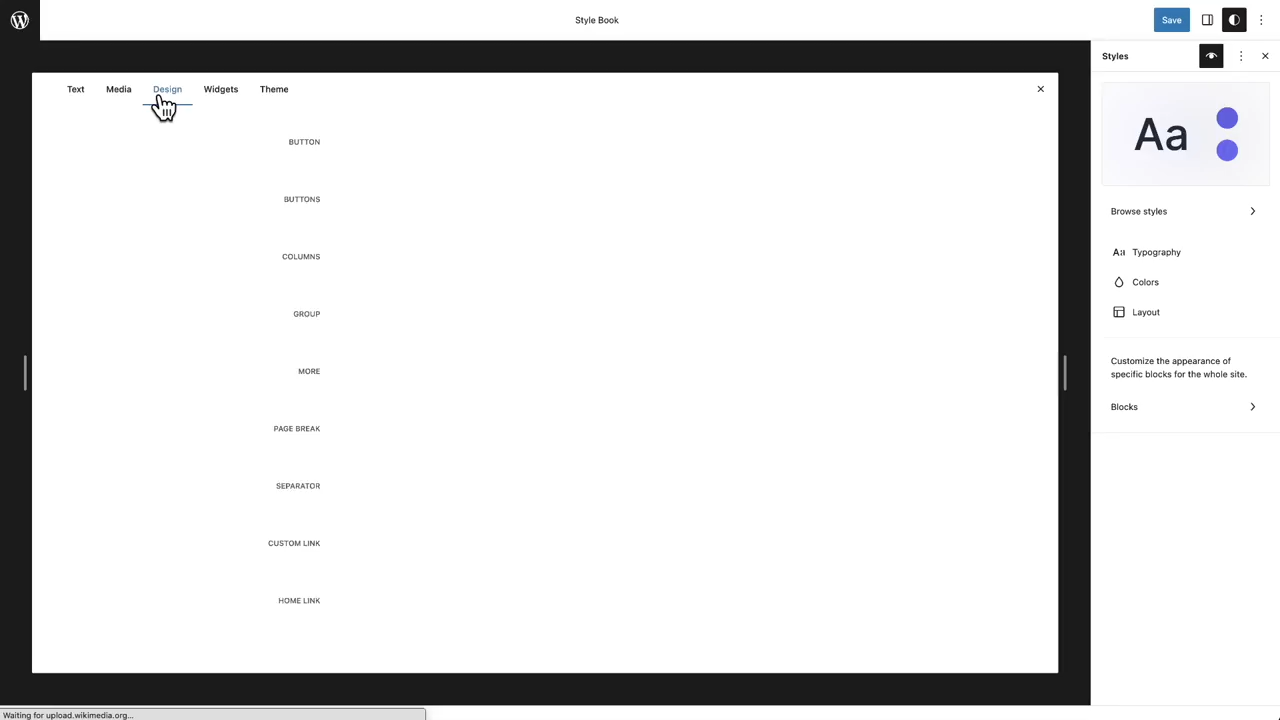 Style Book
Save
Text
Media
Design
Widgets
Theme
BUTTON
BUTTONS
COLUMNS
GROUP
MORE
PAGE BREAK
SEPARATOR
CUSTOM LINK
HOME LINK
Styles
Aa
Browse styles
Aa Typography
Colors
Layout
Customize the appearance of
specific blocks for the whole site.
Blocks
Waiting for upload.wikimedia.org...